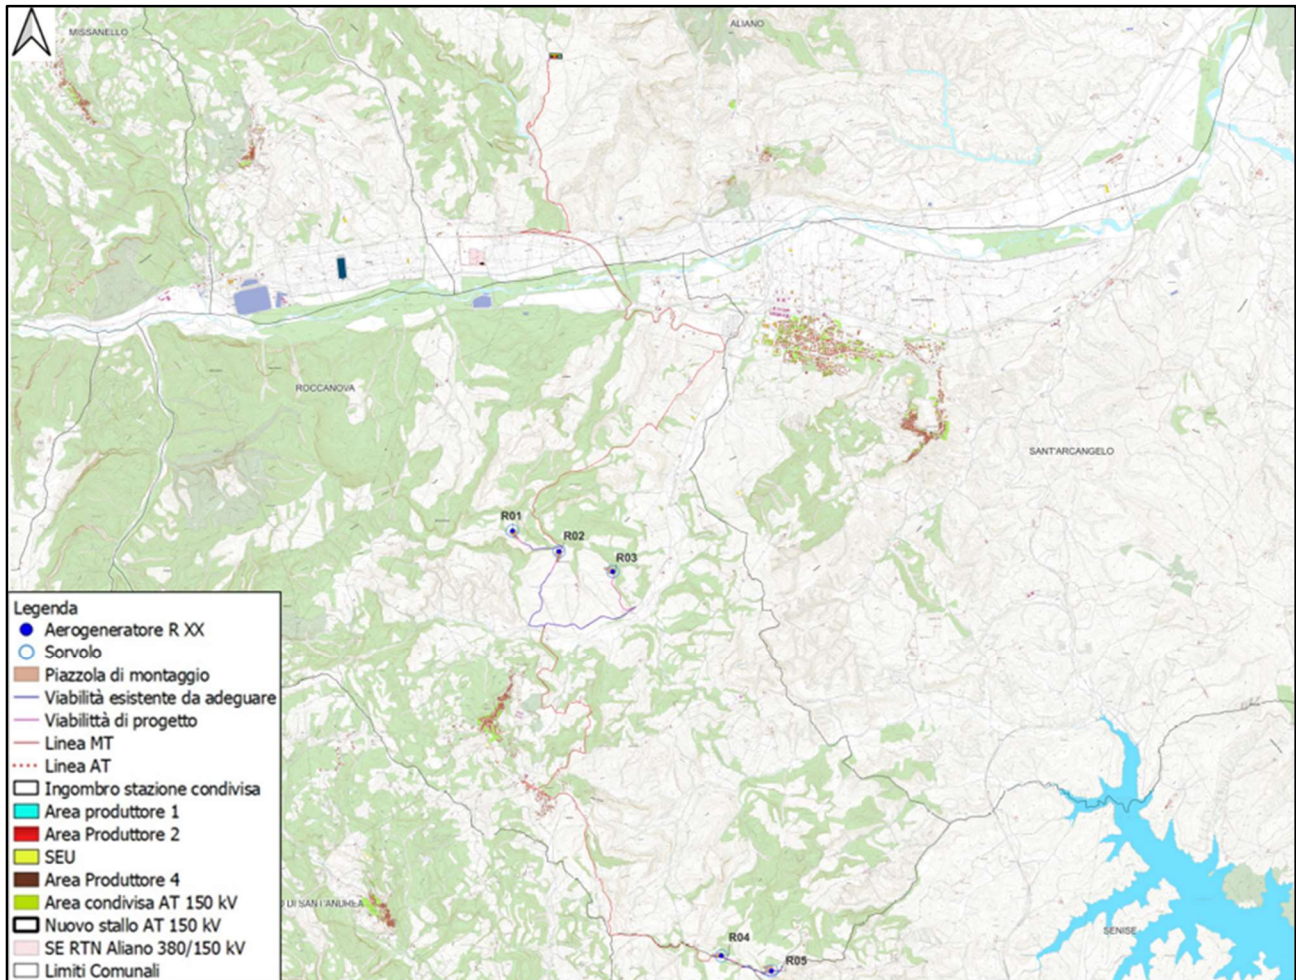 MISSANELLO
ALIANO
ROCCANOVA
SANT'ARCANGELO
R01
R02
R03
Legenda
Aerogeneratore R XX
Sorvolo
Piazzola di montaggio
Viabilità esistente da adeguare
Viabilittà di progetto
Linea MT
Linea AT
Ingombro stazione condivisa
Area produttore 1
Area Produttore 2
SEU
Area Produttore 4
Area condivisa AT 150 kV
Nuovo stallo AT 150 kV
SE RTN Aliano 380/150 kV
Limiti Comunali
O DI SANT'ANDREA
R04
R05
SENISE